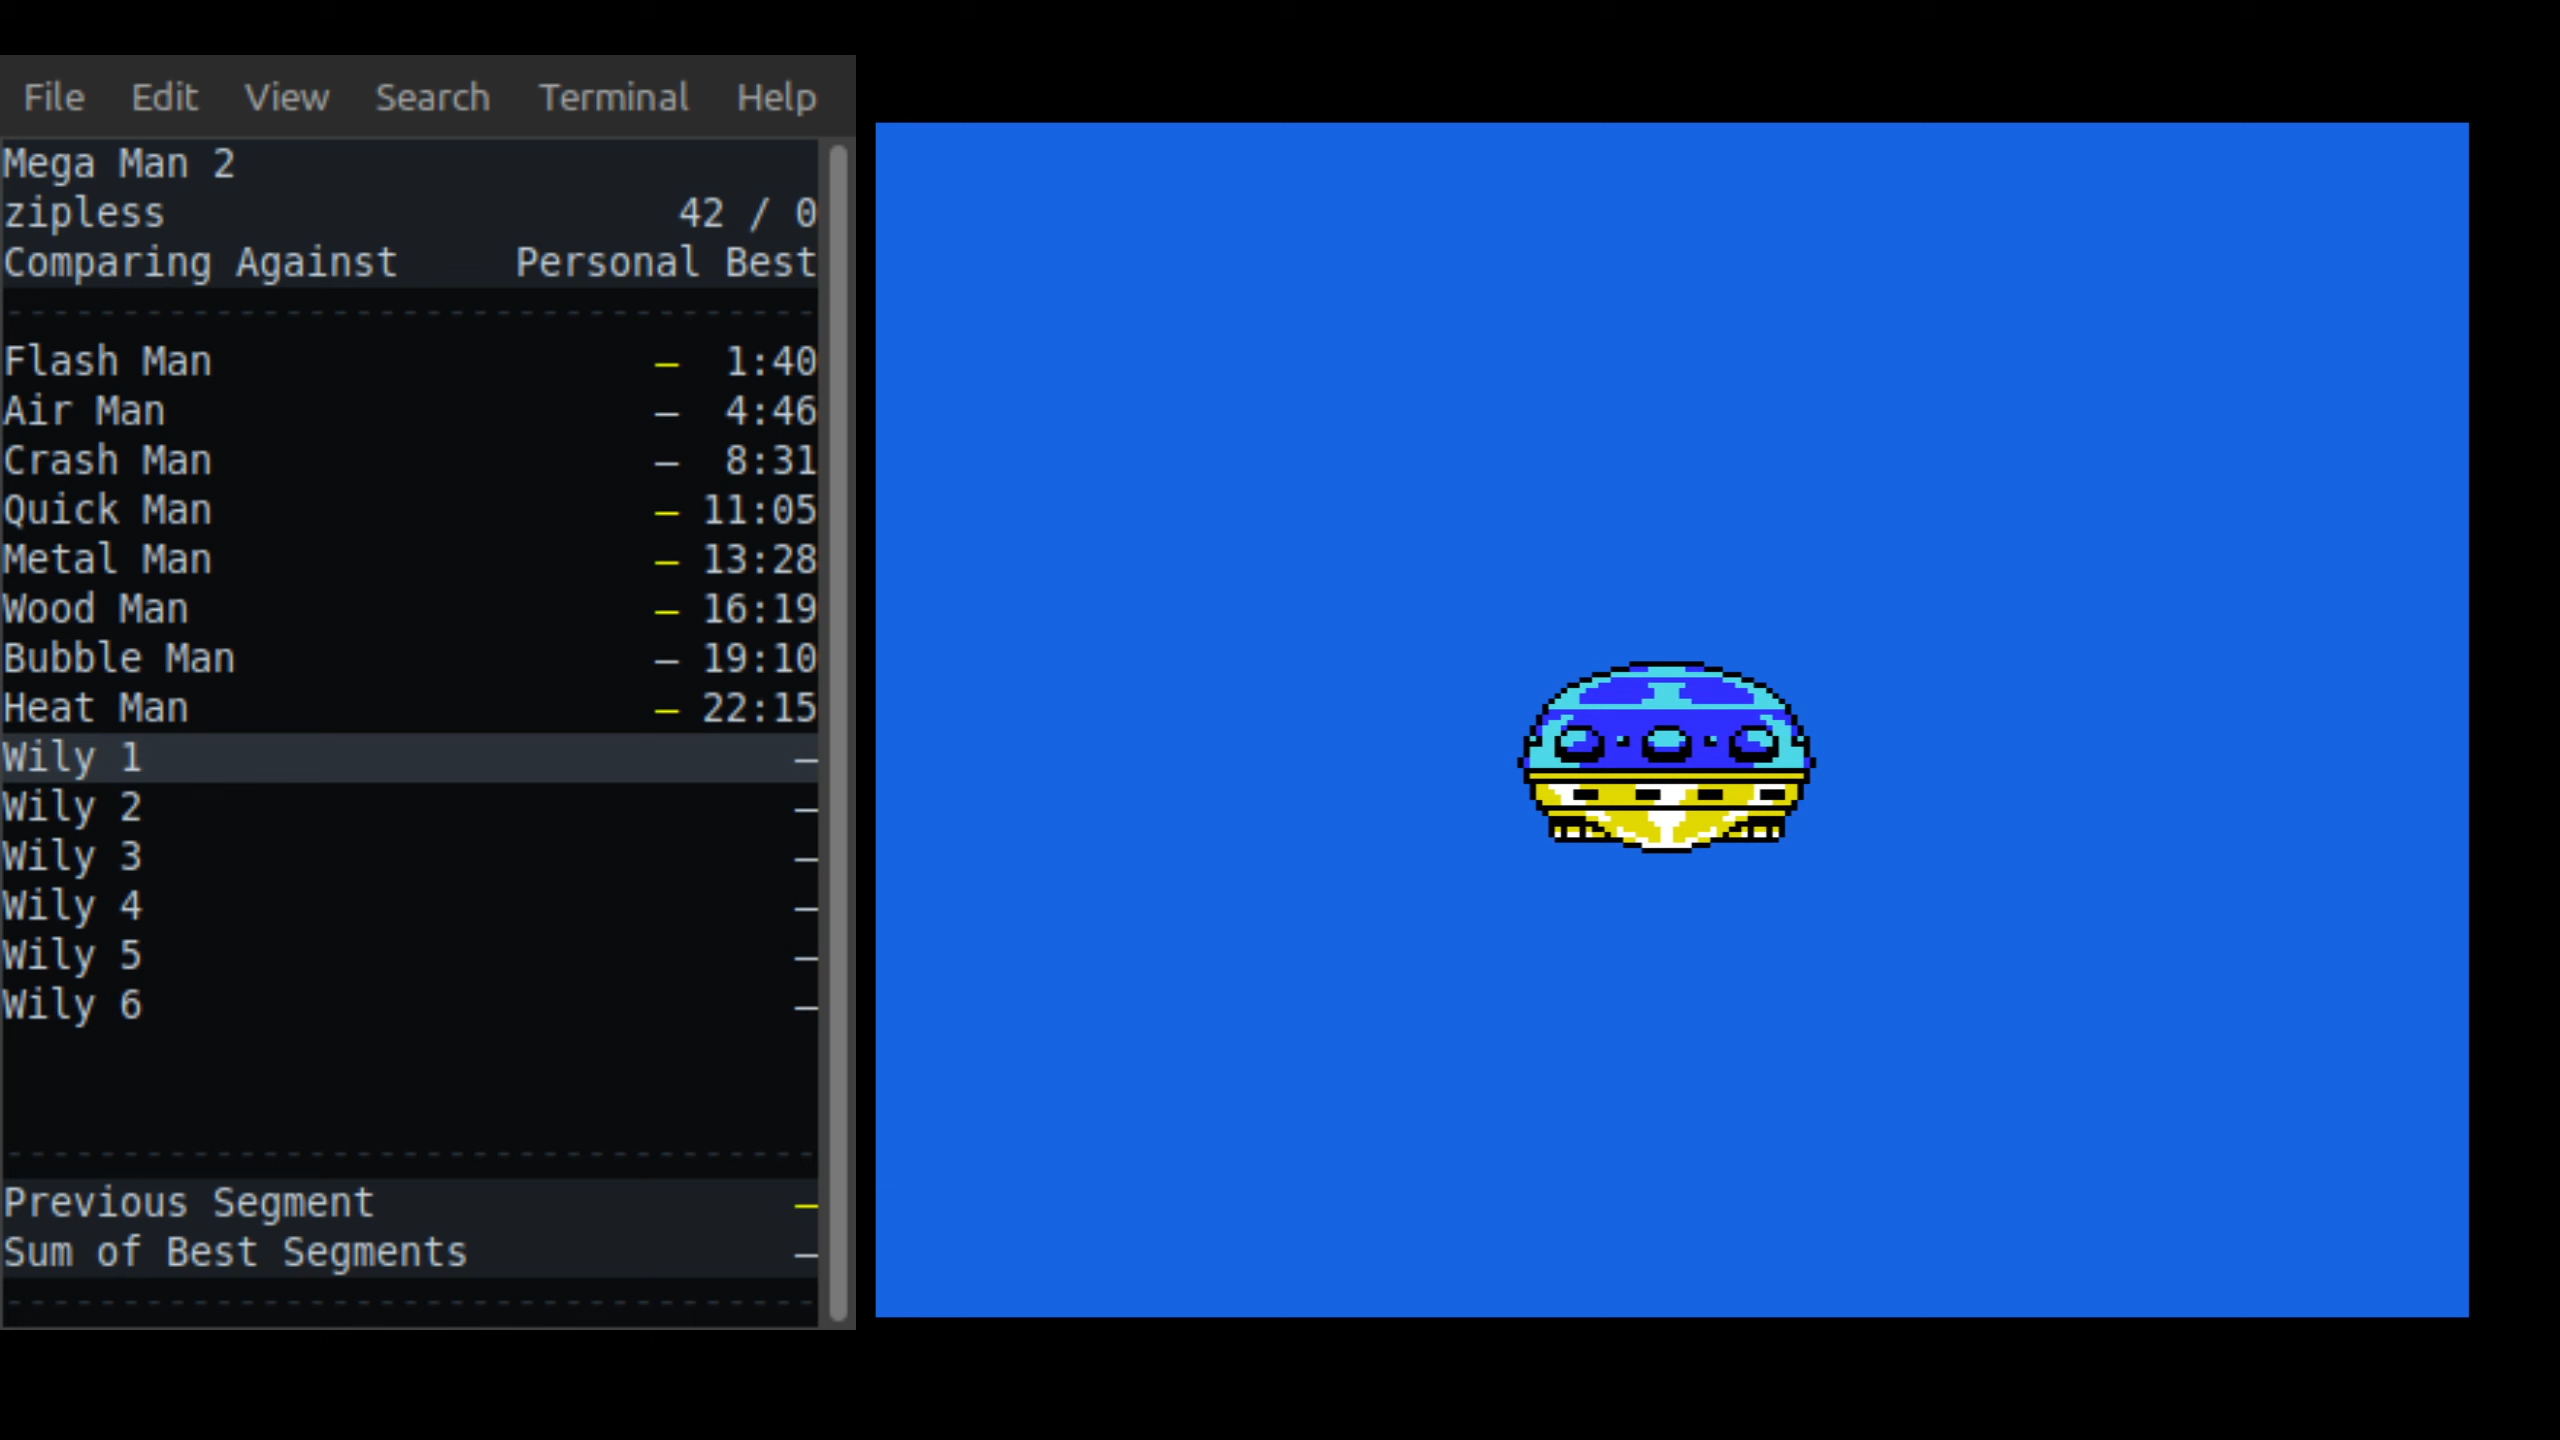 File Edit View Search Terminal Help
Mega Man 2
zipless 42 / 0
Comparing Against Personal Best
Flash Man — 1:40
Air Man — 4:46
Crash Man — 8:31
Quick Man — 11:05
Metal Man — 13:28
Wood Man — 16:19
Bubble Man — 19:10
Heat Man — 22:15
Wily 1 —
Wily 2 —
Wily 3 —
Wily 4 —
Wily 5 —
Wily 6 —
Previous Segment —
Sum of Best Segments —